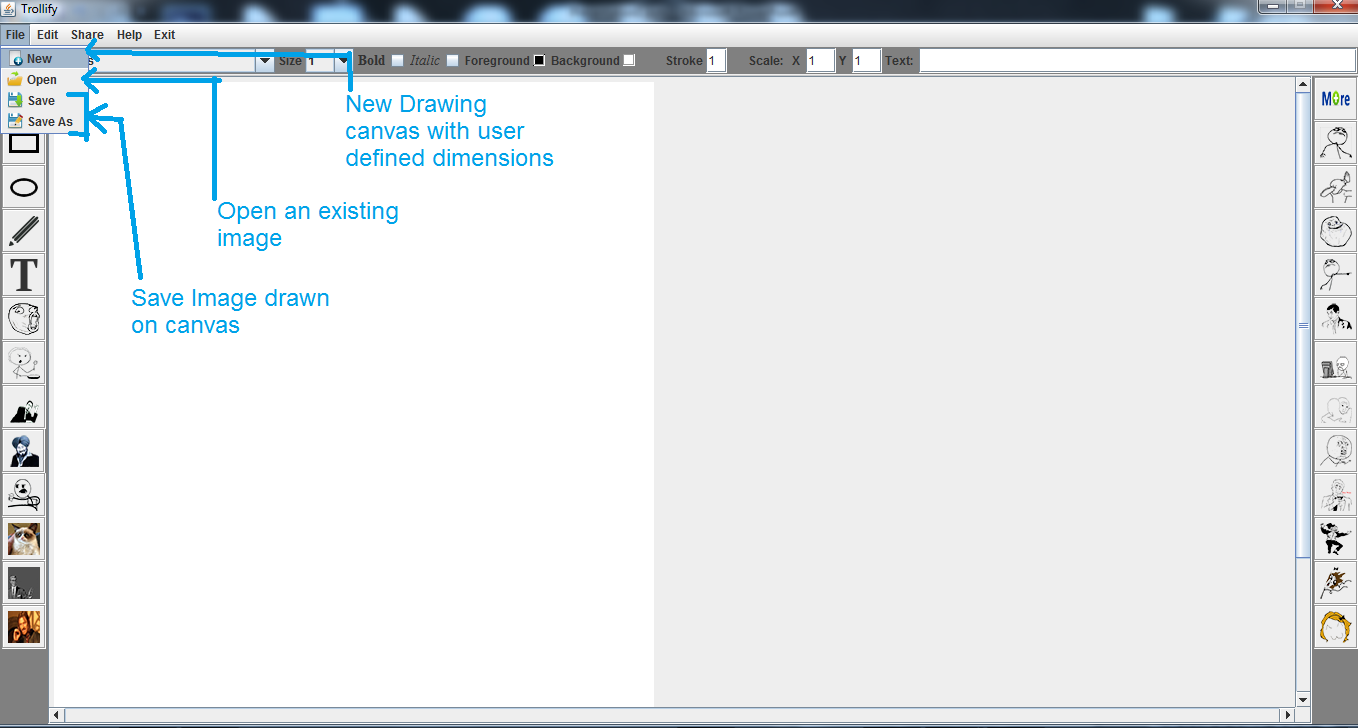 Trollify
File Edit Share Help Exit
New
s Size 1 Bold Italic Foreground Background Stroke 1 Scale: X 1 Y 1 Text:
Open
Save
Save As
MOre
New Drawing
canvas with user
defined dimensions
T
Open an existing
image
Save Image drawn
on canvas